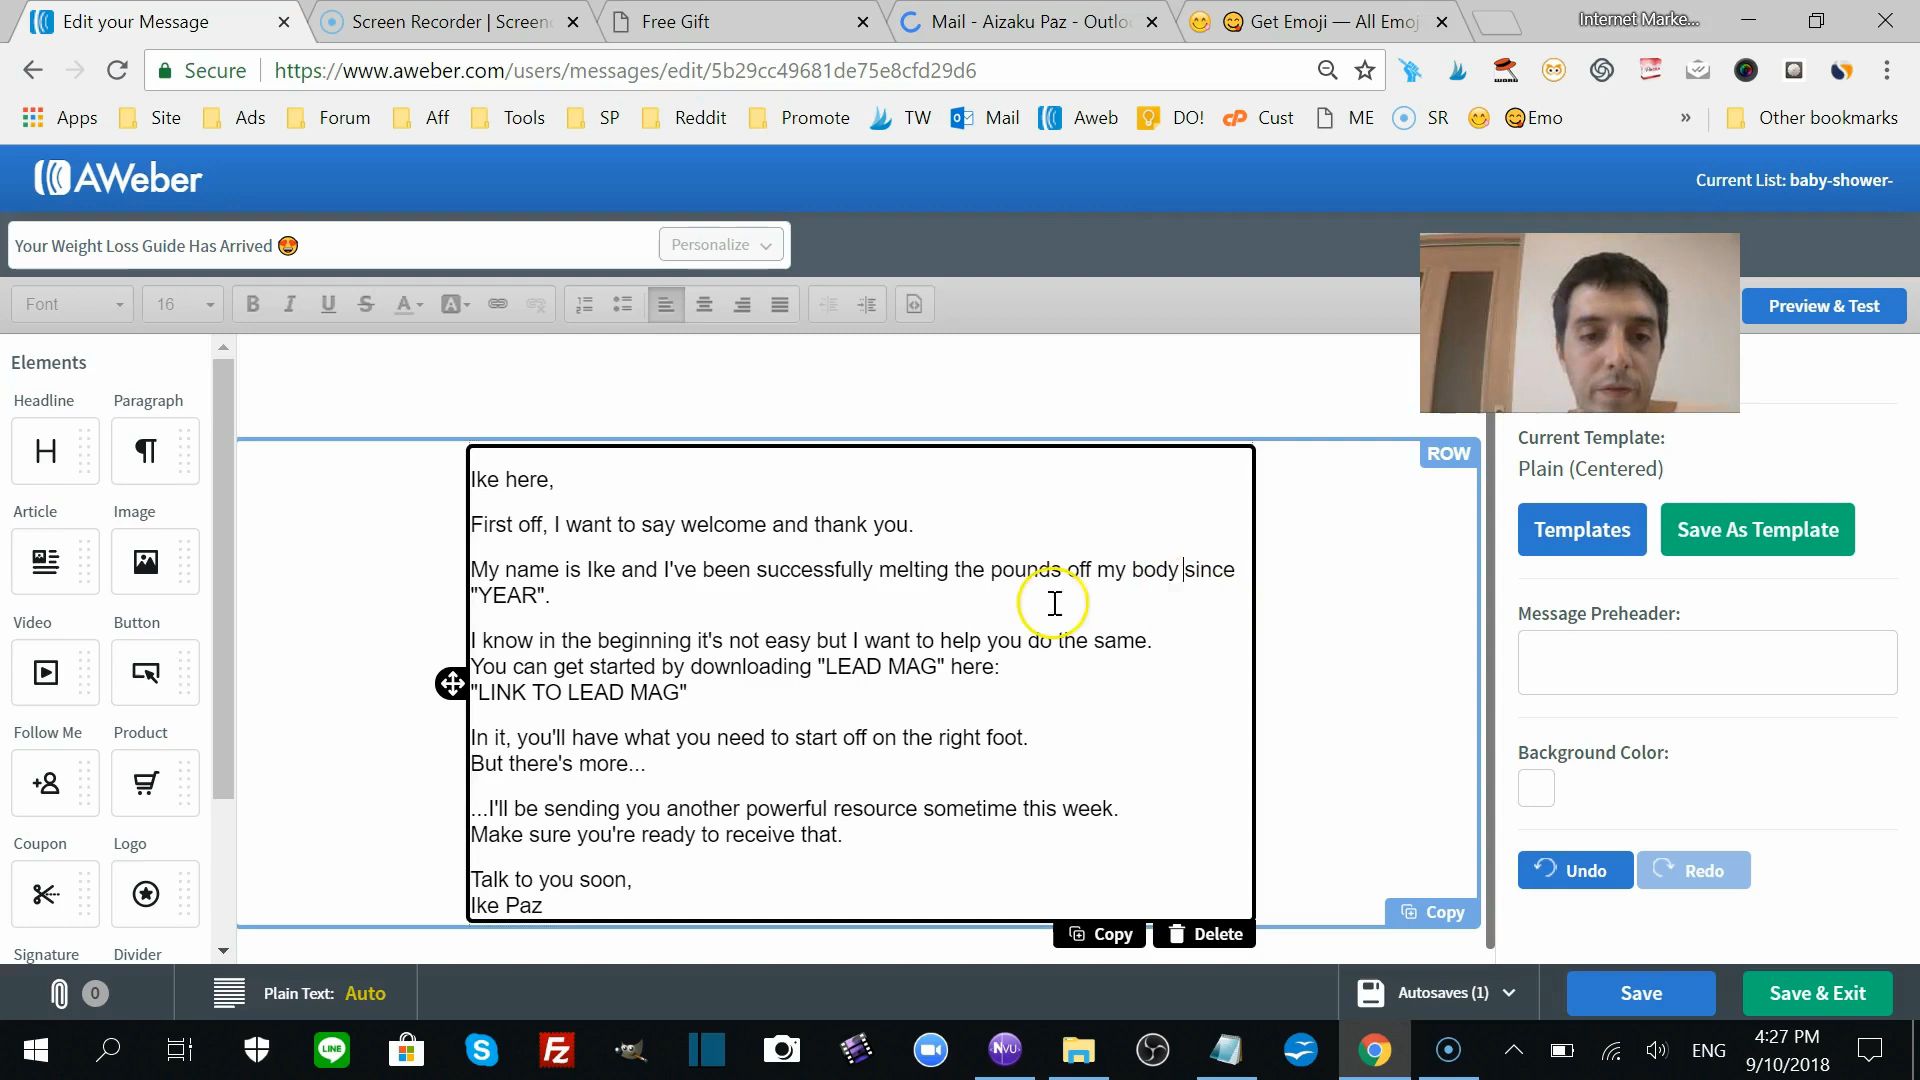 Edit your Message
Screen Recorder | Screenc
Free Gift
Mail - Aizaku Paz - Outlo
Get Emoji — All Emoj
Internet Marke...
Secure
https://www.aweber.com/users/messages/edit/5b29cc49681de75e8cfd29d6
Apps
Site
Ads
Forum
Aff
Tools
SP
Reddit
Promote
TW
Mail
Aweb
DO!
Cust
ME
SR
Emo
»
Other bookmarks
AWeber
Current List: baby-shower-
Your Weight Loss Guide Has Arrived 😍
Personalize
Font
16
Preview & Test
Elements
Headline
Paragraph
Article
Image
Video
Button
Follow Me
Product
Coupon
Logo
Signature
Divider
ROW
Ike here,
First off, I want to say welcome and thank you.
My name is Ike and I've been successfully melting the pounds off my body since
"YEAR".
I know in the beginning it's not easy but I want to help you do the same.
You can get started by downloading "LEAD MAG" here:
"LINK TO LEAD MAG"
In it, you'll have what you need to start off on the right foot.
But there's more...
...I'll be sending you another powerful resource sometime this week.
Make sure you're ready to receive that.
Talk to you soon,
Ike Paz
Copy
Copy
Delete
Current Template:
Plain (Centered)
Templates
Save As Template
Message Preheader:
Background Color:
Undo
Redo
0
Plain Text: Auto
Autosaves (1)
Save
Save & Exit
LINE
NVU
ENG
4:27 PM
9/10/2018